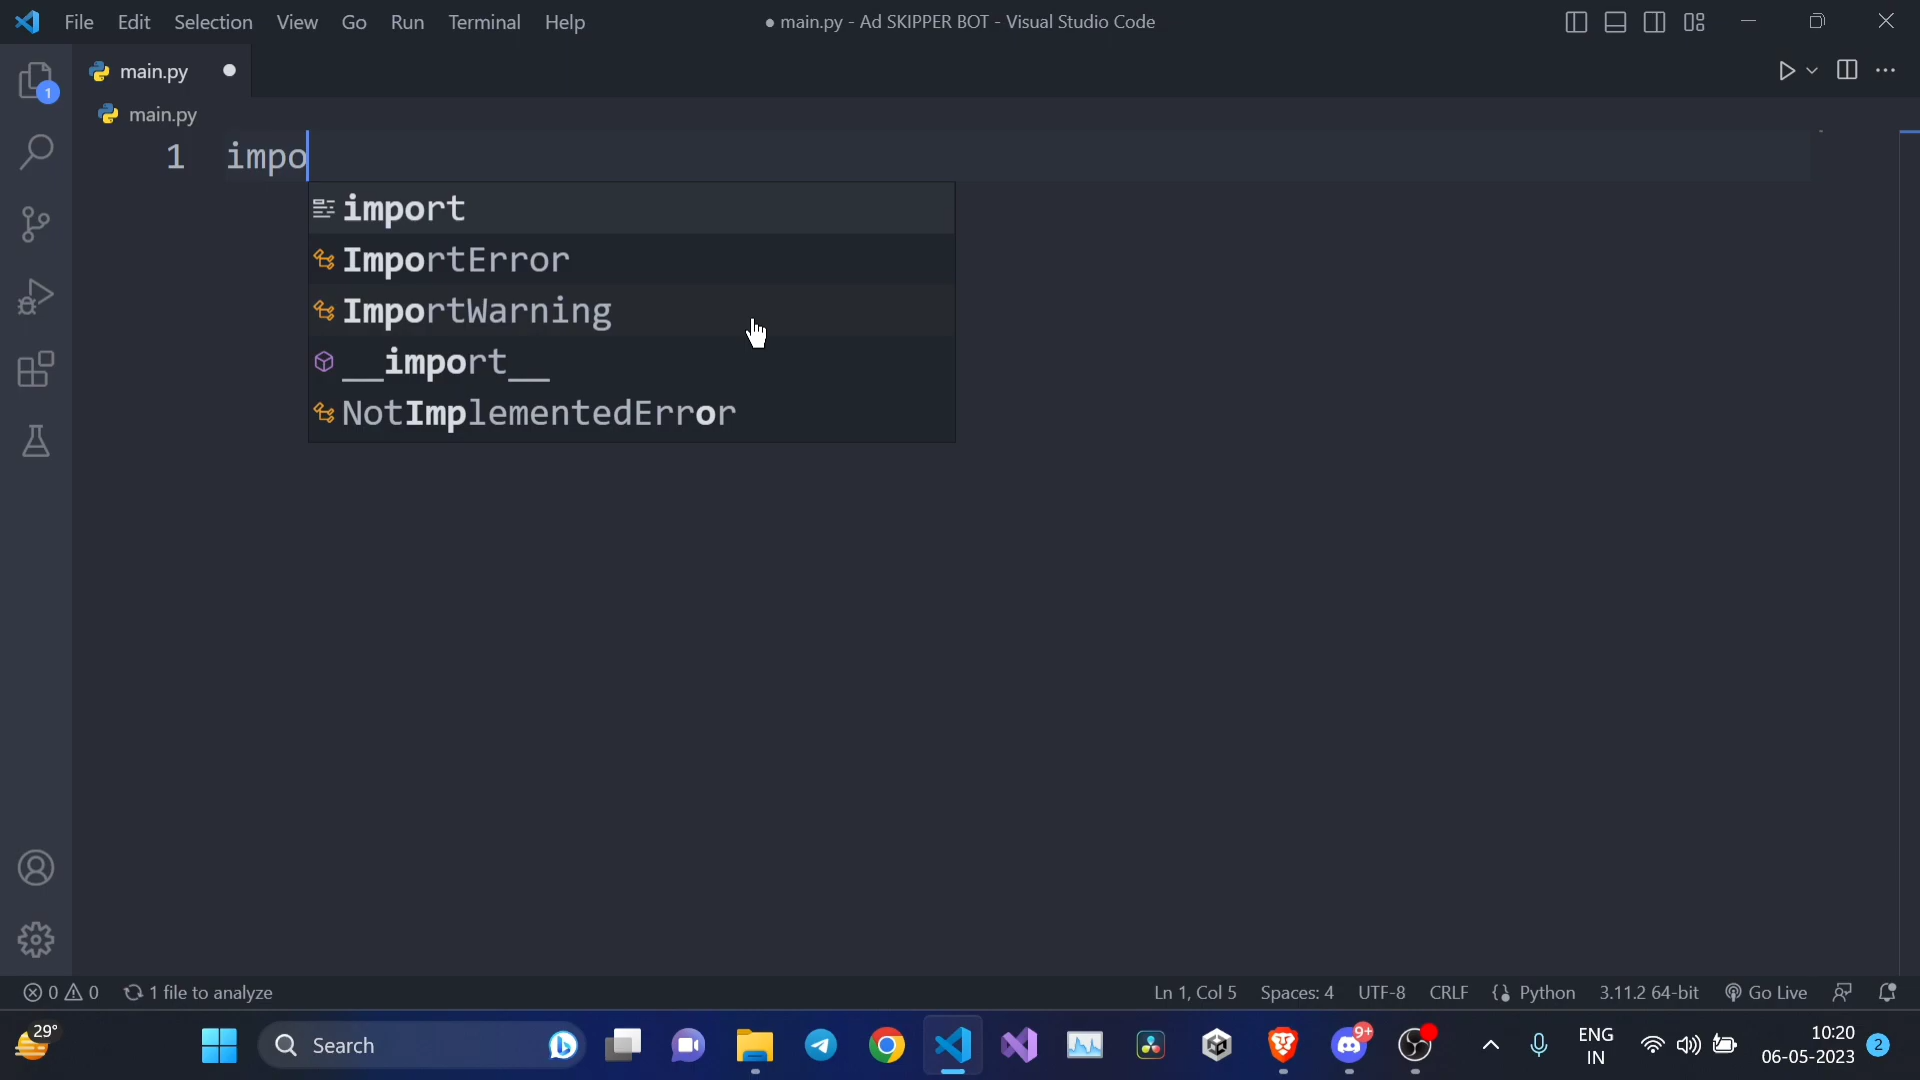 File Edit Selection View Go Run Terminal Help ● main.py - Ad SKIPPER BOT - Visual Studio Code
main.py
1
main.py
1 impo
import
ImportError
ImportWarning
__import__
NotImplementedError
0 0 1 file to analyze Ln 1, Col 5 Spaces: 4 UTF-8 CRLF Python 3.11.2 64-bit Go Live
29° Search 9+ ENG IN 10:20 06-05-2023 2